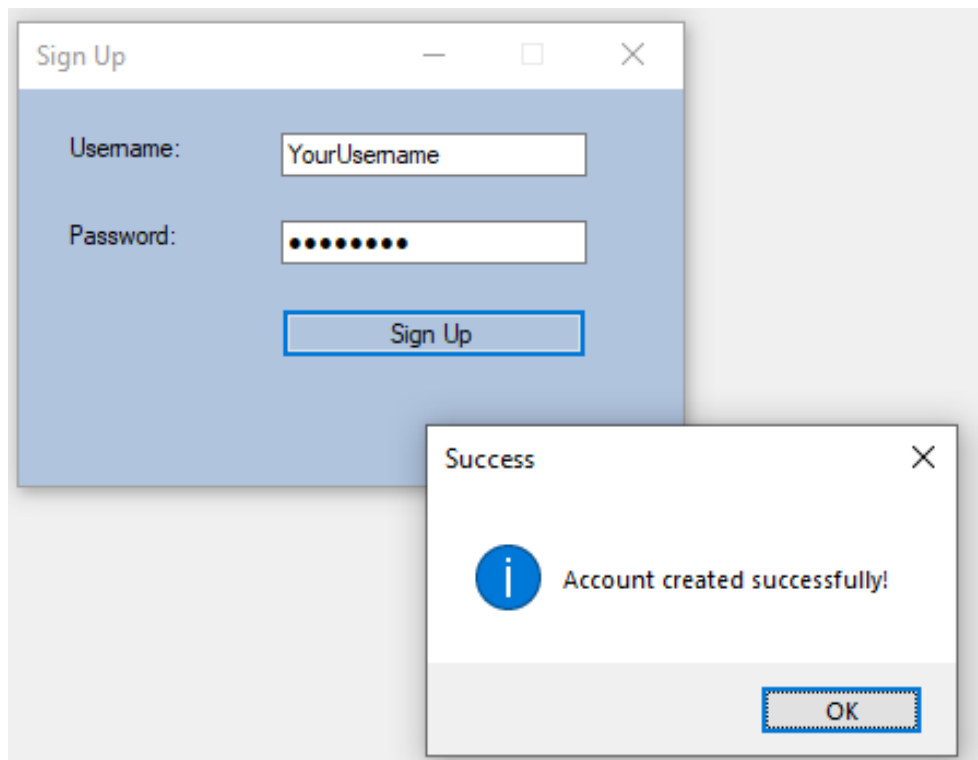 Sign Up
Username:
YourUsername
Password:
••••••••
Sign Up
Success
i
Account created successfully!
OK